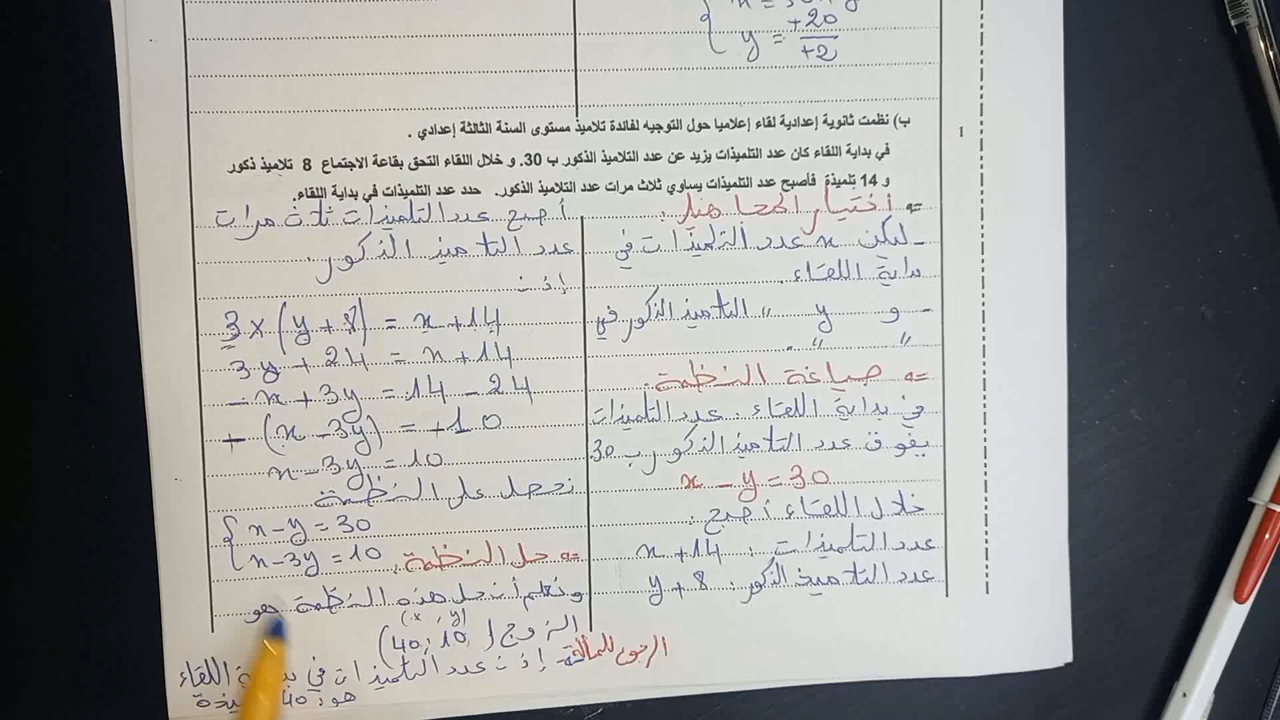 y = +20/+2
1
ب) نظمت ثانوية إعدادية لقاء إعلاميا حول التوجيه لفائدة تلاميذ مستوى السنة الثالثة إعدادي .
في بداية اللقاء كان عدد التلميذات يزيد عن عدد التلاميذ الذكور ب 30. و خلال اللقاء التحق بقاعة الاجتماع 8 تلاميذ ذكور
و 14 تلميذة فأصبح عدد التلميذات يساوي ثلاث مرات عدد التلاميذ الذكور. حدد عدد التلميذات في بداية اللقاء.
⇒ اختيار المجاهيل :
- ليكن x عدد التلميذات في
بداية اللقاء.
- و y " التلاميذ الذكور في
" " .
⇒ صياغة النظمة.
في بداية اللقاء : عدد التلميذات
يفوق عدد التلاميذ الذكور ب 30
x - y = 30
خلال اللقاء أصبح :
عدد التلميذات : x + 14
عدد التلاميذ الذكور : y + 8
أصبح عدد التلميذات ثلاث مرات
عدد التلاميذ الذكور.
إذن
3 × (y + 8) = x + 14
3y + 24 = x + 14
- x + 3y = 14 - 24
+ (x - 3y) = +10
x - 3y = 10
نحصل على النظمة
{ x - y = 30
{ x - 3y = 10
⇒ حل النظمة.
ونعلم أن حل هذه النظمة هو
(x , y)
الزوج (40 ; 10)
الرجوع للمسألة
إذن عدد التلميذات في اللقاء
هو : 40